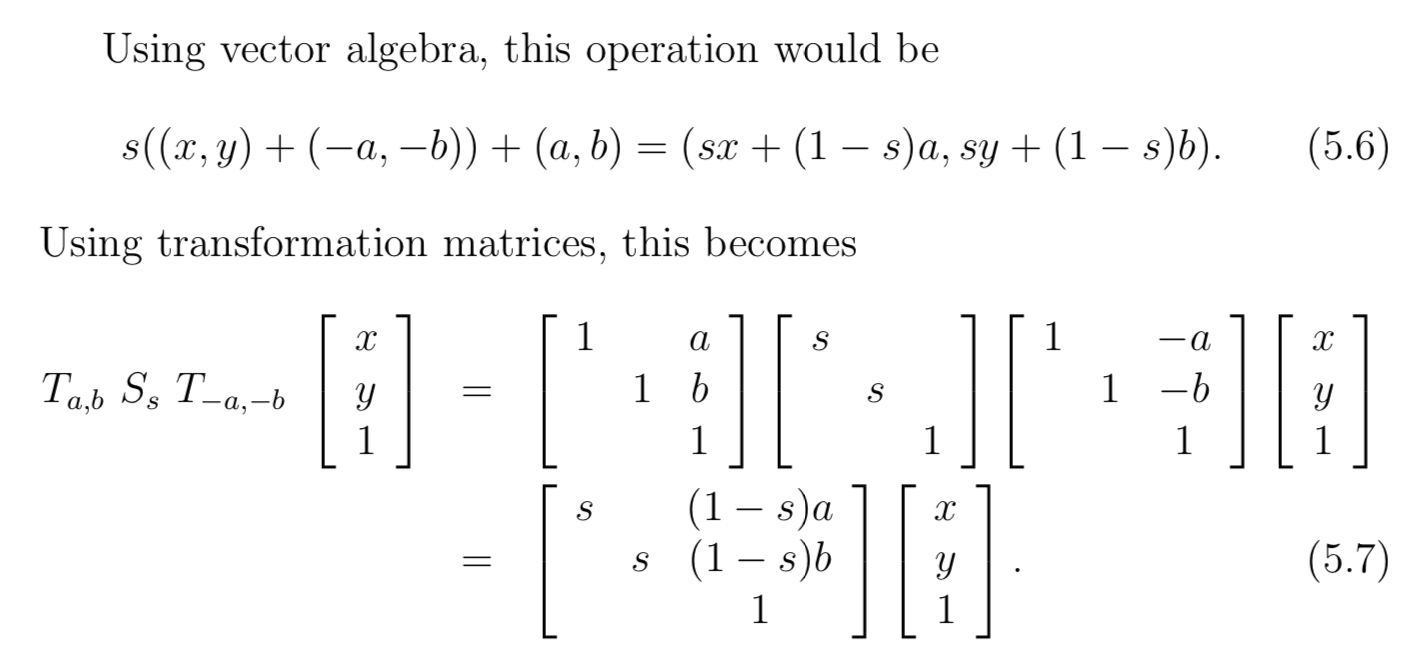 Using vector algebra, this operation would be
s((x, y) + (−a, −b)) + (a, b) = (sx + (1 − s)a, sy + (1 − s)b). (5.6)
Using transformation matrices, this becomes
T_{a,b} S_s T_{−a,−b} [x y 1] = [1 a 1 b 1] [s s 1] [1 −a 1 −b 1] [x y 1]
= [s (1 − s)a s (1 − s)b 1] [x y 1] . (5.7)